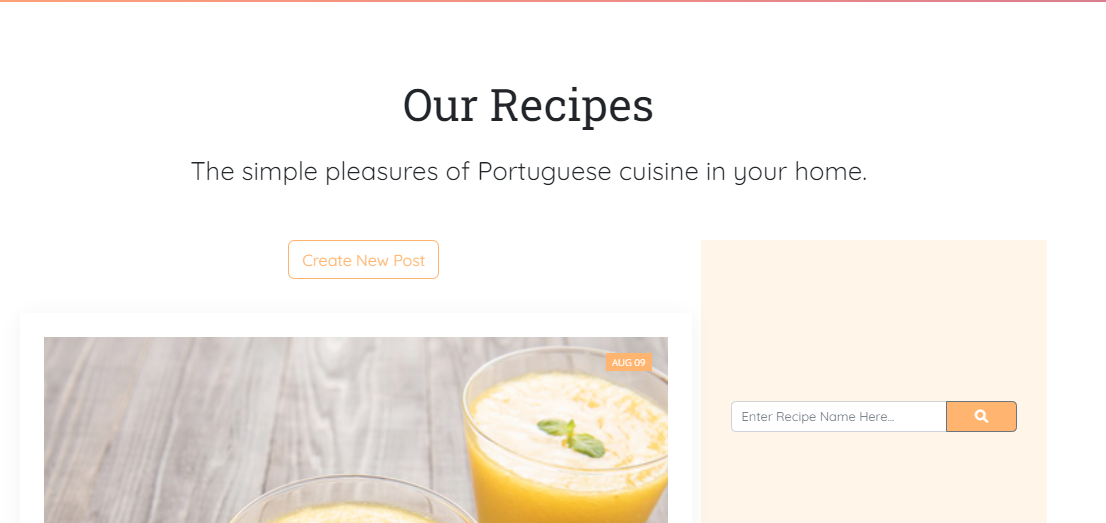 Our Recipes
The simple pleasures of Portuguese cuisine in your home.
Create New Post
AUG 09
Enter Recipe Name Here...